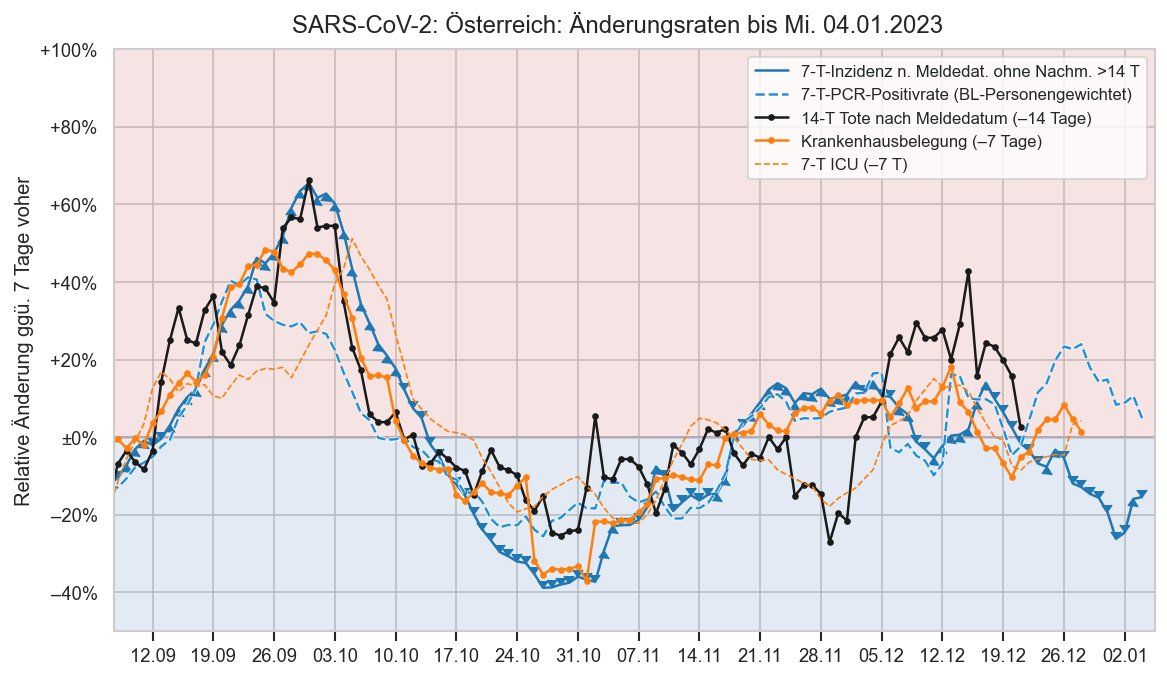 SARS-CoV-2: Österreich: Änderungsraten bis Mi. 04.01.2023
Relative Änderung ggü. 7 Tage voher
+100%
+80%
+60%
+40%
+20%
±0%
–20%
–40%
7-T-Inzidenz n. Meldedat. ohne Nachm. >14 T
7-T-PCR-Positivrate (BL-Personengewichtet)
14-T Tote nach Meldedatum (–14 Tage)
Krankenhausbelegung (–7 Tage)
7-T ICU (–7 T)
12.09 19.09 26.09 03.10 10.10 17.10 24.10 31.10 07.11 14.11 21.11 28.11 05.12 12.12 19.12 26.12 02.01